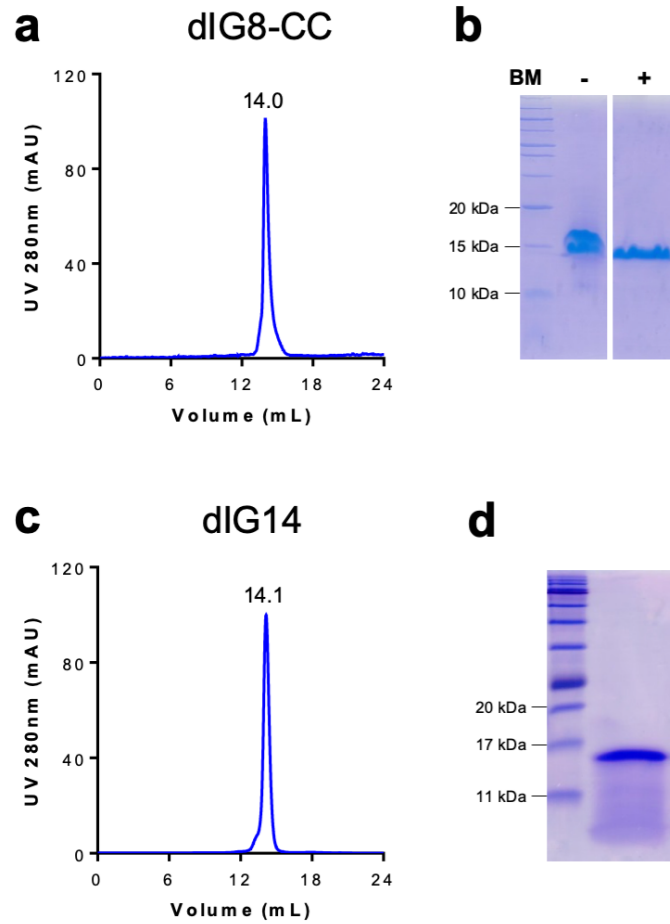 a
dIG8-CC
120
80
40
0
UV 280nm (mAU)
14.0
0 6 12 18 24
Volume (mL)
b
BM - +
20 kDa
15 kDa
10 kDa
c
dIG14
120
80
40
0
UV 280nm (mAU)
14.1
0 6 12 18 24
Volume (mL)
d
20 kDa
17 kDa
11 kDa